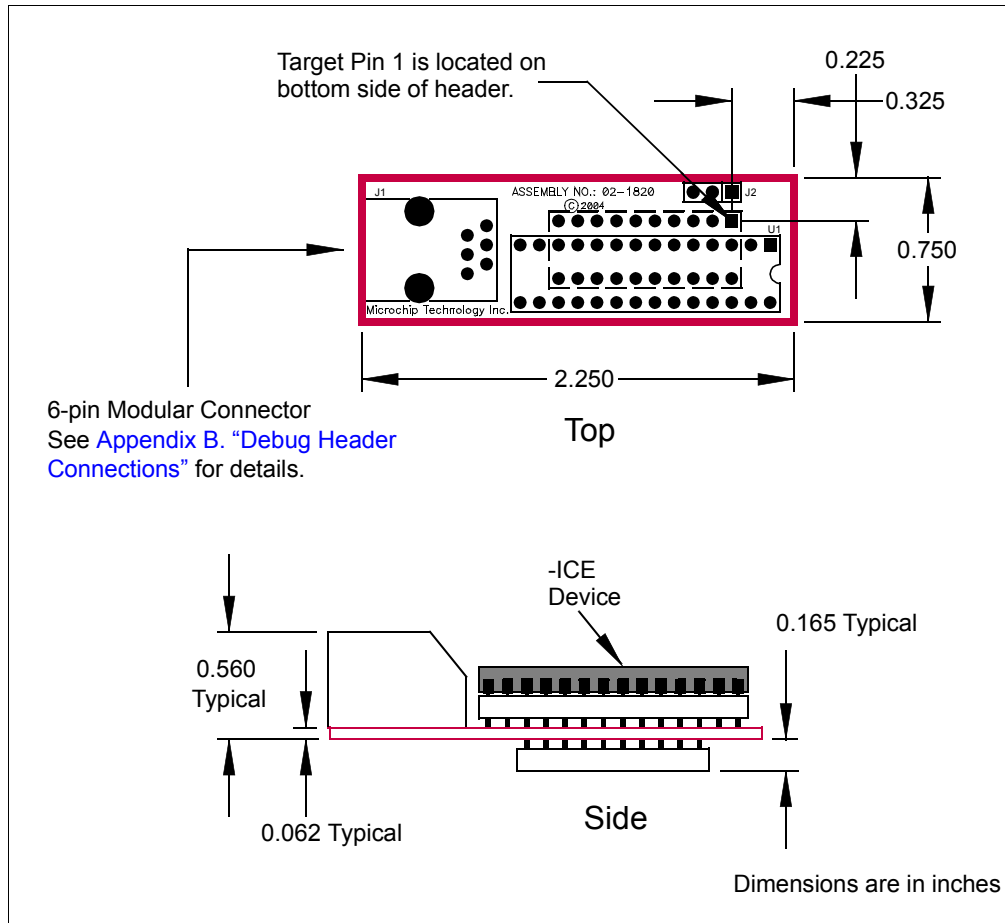 Target Pin 1 is located on
bottom side of header.
0.225
0.325
J1
ASSEMBLY NO.: 02-1820
J2
© 2004
U1
0.750
Microchip Technology Inc.
2.250
6-pin Modular Connector
See Appendix B. “Debug Header
Connections” for details.
Top
-ICE
Device
0.165 Typical
0.560
Typical
0.062 Typical
Side
Dimensions are in inches